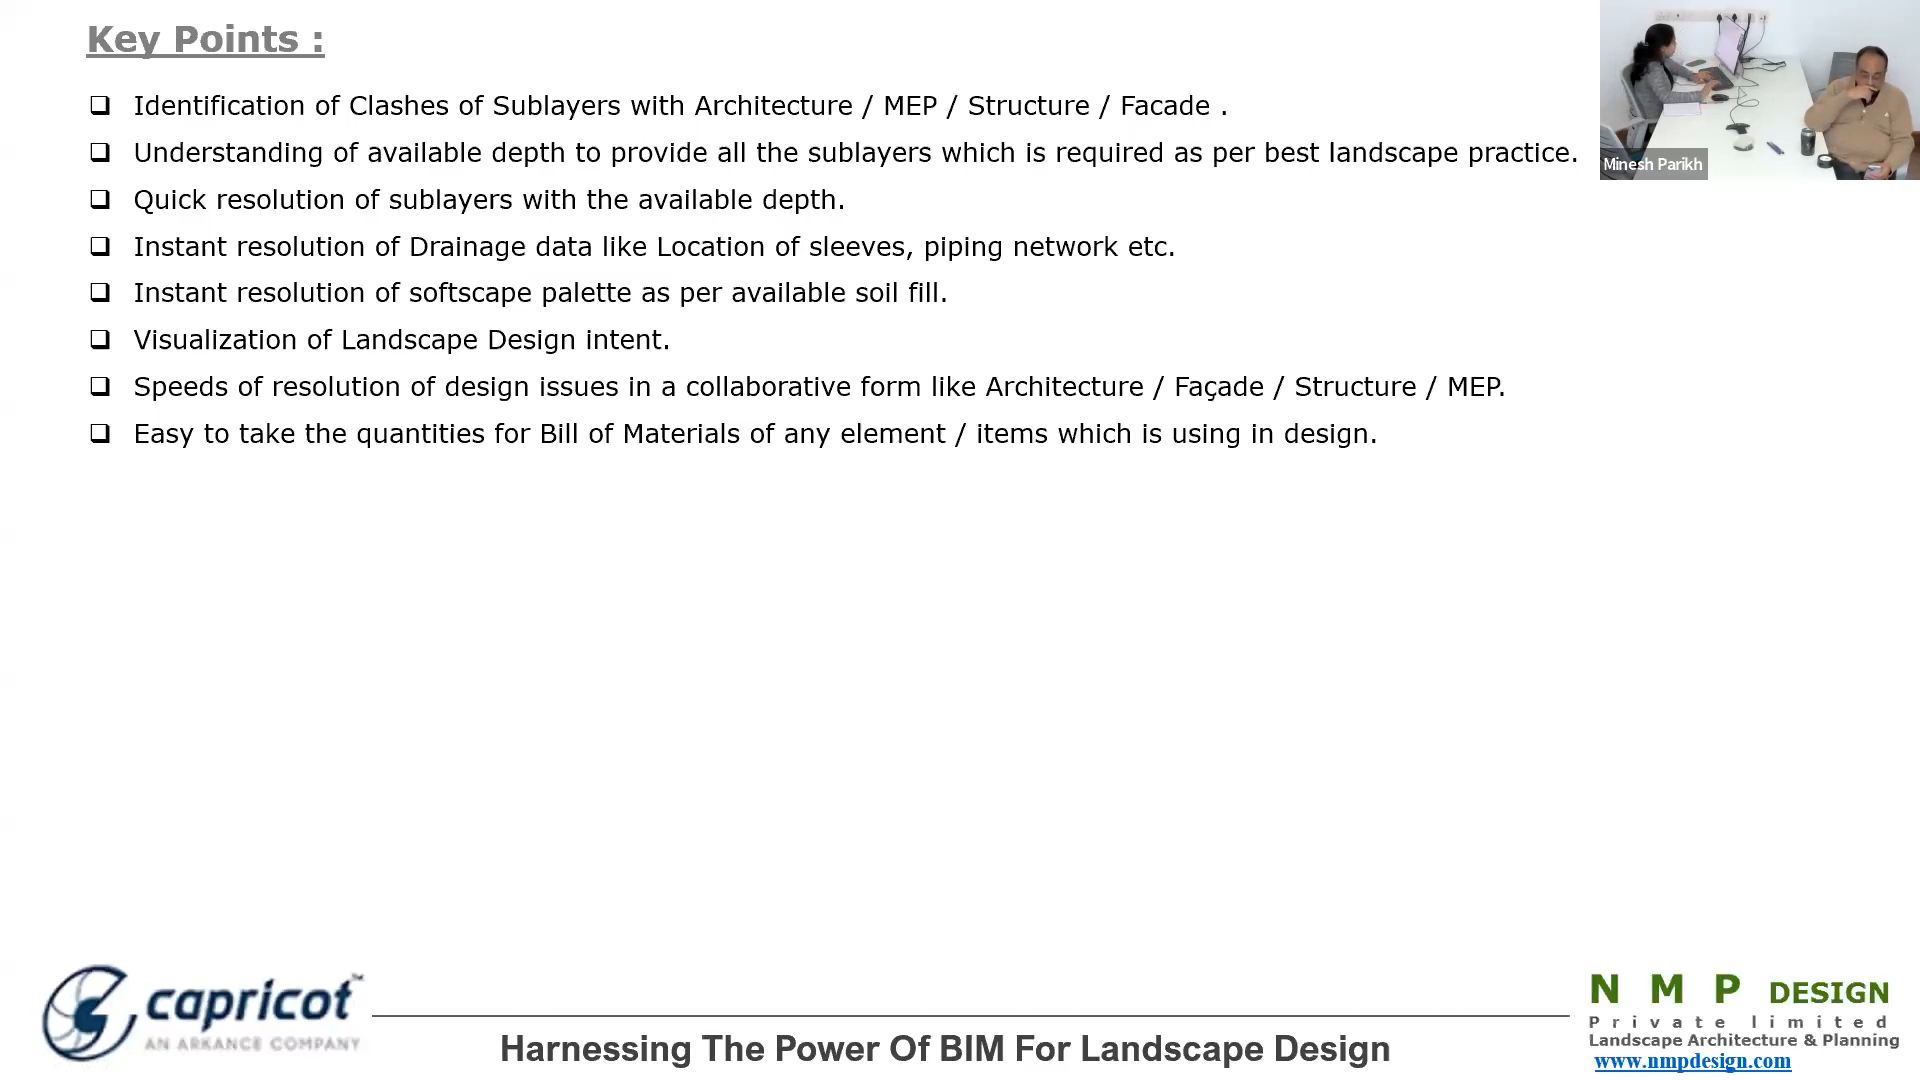 Key Points :
Identification of Clashes of Sublayers with Architecture / MEP / Structure / Facade .
Understanding of available depth to provide all the sublayers which is required as per best landscape practice.
Quick resolution of sublayers with the available depth.
Instant resolution of Drainage data like Location of sleeves, piping network etc.
Instant resolution of softscape palette as per available soil fill.
Visualization of Landscape Design intent.
Speeds of resolution of design issues in a collaborative form like Architecture / Façade / Structure / MEP.
Easy to take the quantities for Bill of Materials of any element / items which is using in design.
Minesh Parikh
capricot™
AN ARKANCE COMPANY
Harnessing The Power Of BIM For Landscape Design
N M P DESIGN
Private limited
Landscape Architecture & Planning
www.nmpdesign.com